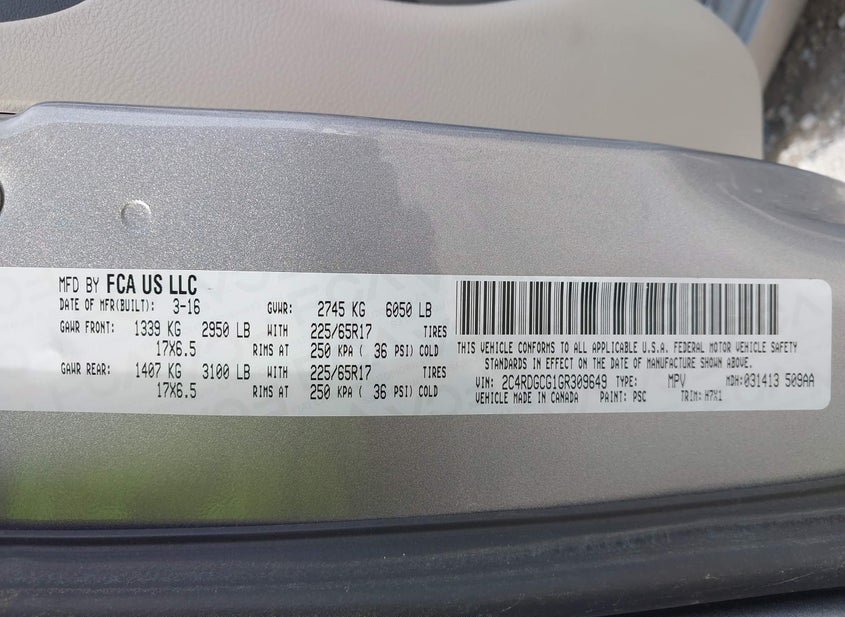 MFD BY FCA US LLC
DATE OF MFR(BUILT): 3-16 GVWR: 2745 KG 6050 LB
GAWR FRONT: 1339 KG 2950 LB WITH 225/65R17 TIRES
17X6.5 RIMS AT 250 KPA ( 36 PSI) COLD
GAWR REAR: 1407 KG 3100 LB WITH 225/65R17 TIRES
17X6.5 RIMS AT 250 KPA ( 36 PSI) COLD
THIS VEHICLE CONFORMS TO ALL APPLICABLE U.S.A. FEDERAL MOTOR VEHICLE SAFETY
STANDARDS IN EFFECT ON THE DATE OF MANUFACTURE SHOWN ABOVE.
VIN: 2C4RDGCG1GR309649 TYPE: MPV MDH: 031413 509AA
VEHICLE MADE IN CANADA PAINT: PSC TRIM: H7X1